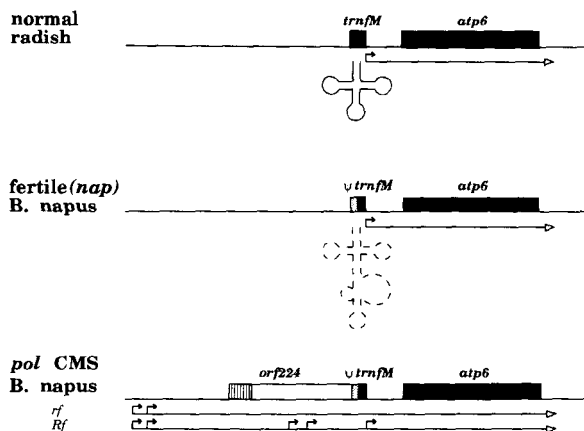 normal
radish
trnfM
atp6
fertile(nap)
B. napus
ψ trnfM
atp6
pol CMS
B. napus
orf224
ψ trnfM
atp6
rf
Rf